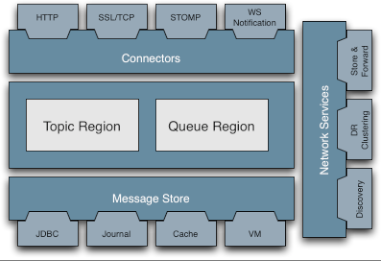 HTTP
SSL/TCP
STOMP
WS
Notification
Connectors
Topic Region
Queue Region
Message Store
JDBC
Journal
Cache
VM
Network Services
Store &
Forward
DR
Clustering
Discovery